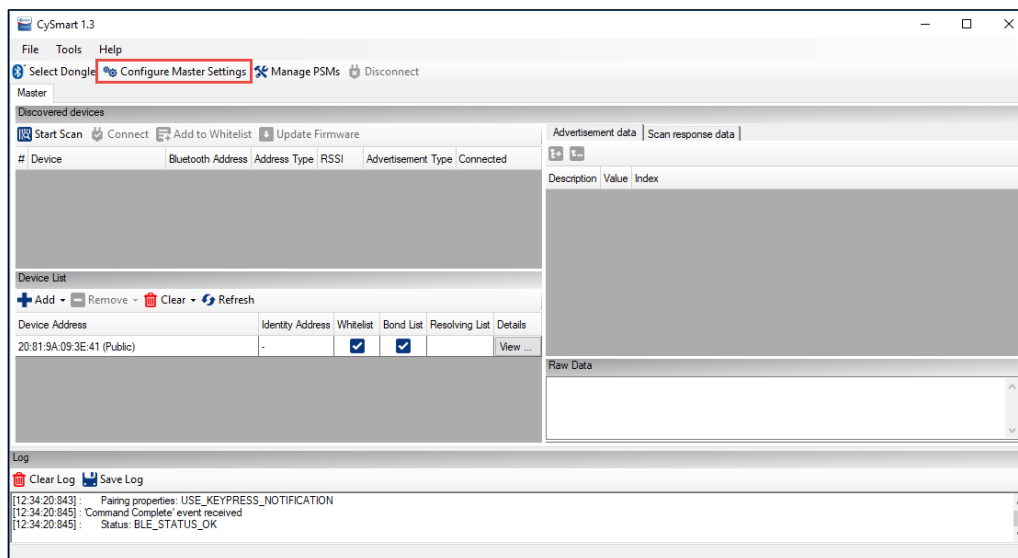 CySmart 1.3
File Tools Help
Select Dongle Configure Master Settings Manage PSMs Disconnect
Master
Discovered devices
Start Scan Connect Add to Whitelist Update Firmware
# Device Bluetooth Address Address Type RSSI Advertisement Type Connected
Advertisement data Scan response data
Description Value Index
Device List
Add Remove Clear Refresh
Device Address Identity Address Whitelist Bond List Resolving List Details
20:81:9A:09:3E:41 (Public) - View ...
Raw Data
Log
Clear Log Save Log
[12:34:20:843] : Pairing properties: USE_KEYPRESS_NOTIFICATION
[12:34:20:845] : 'Command Complete' event received
[12:34:20:845] : Status: BLE_STATUS_OK